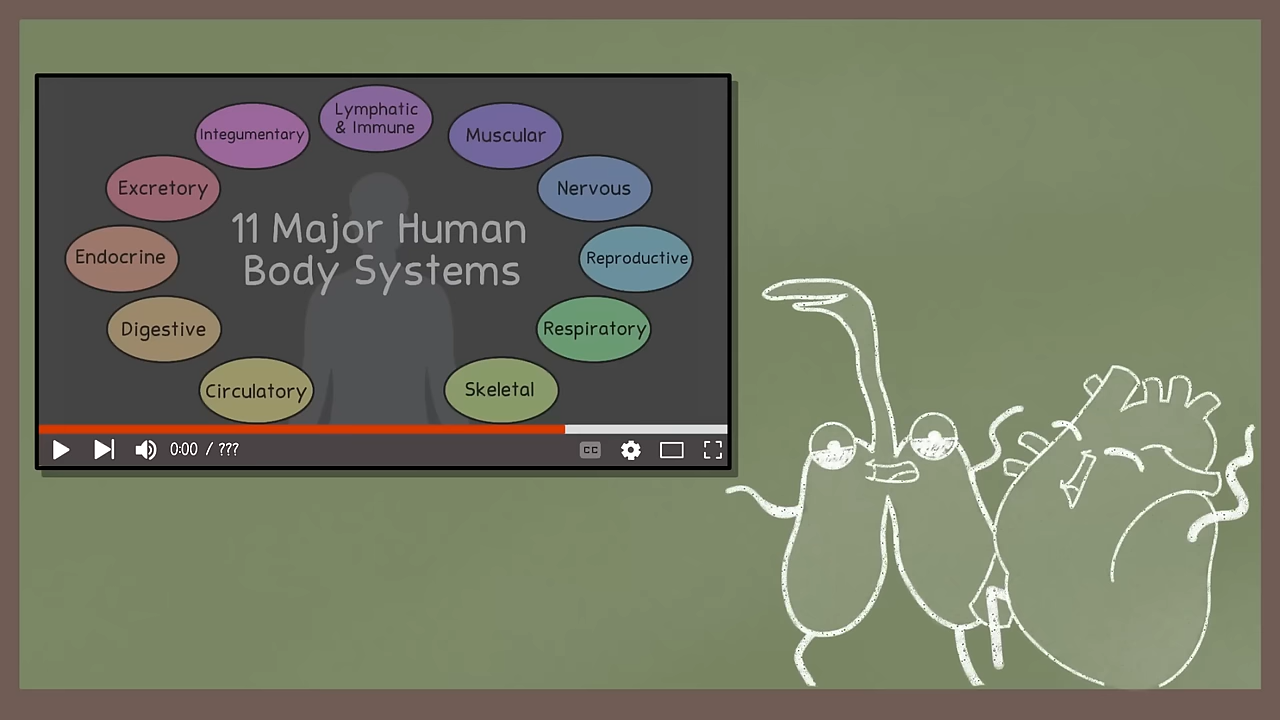 Lymphatic
& Immune
Integumentary
Muscular
Excretory
Nervous
11 Major Human
Body Systems
Endocrine
Reproductive
Digestive
Respiratory
Circulatory
Skeletal
0:00 / ???
CC